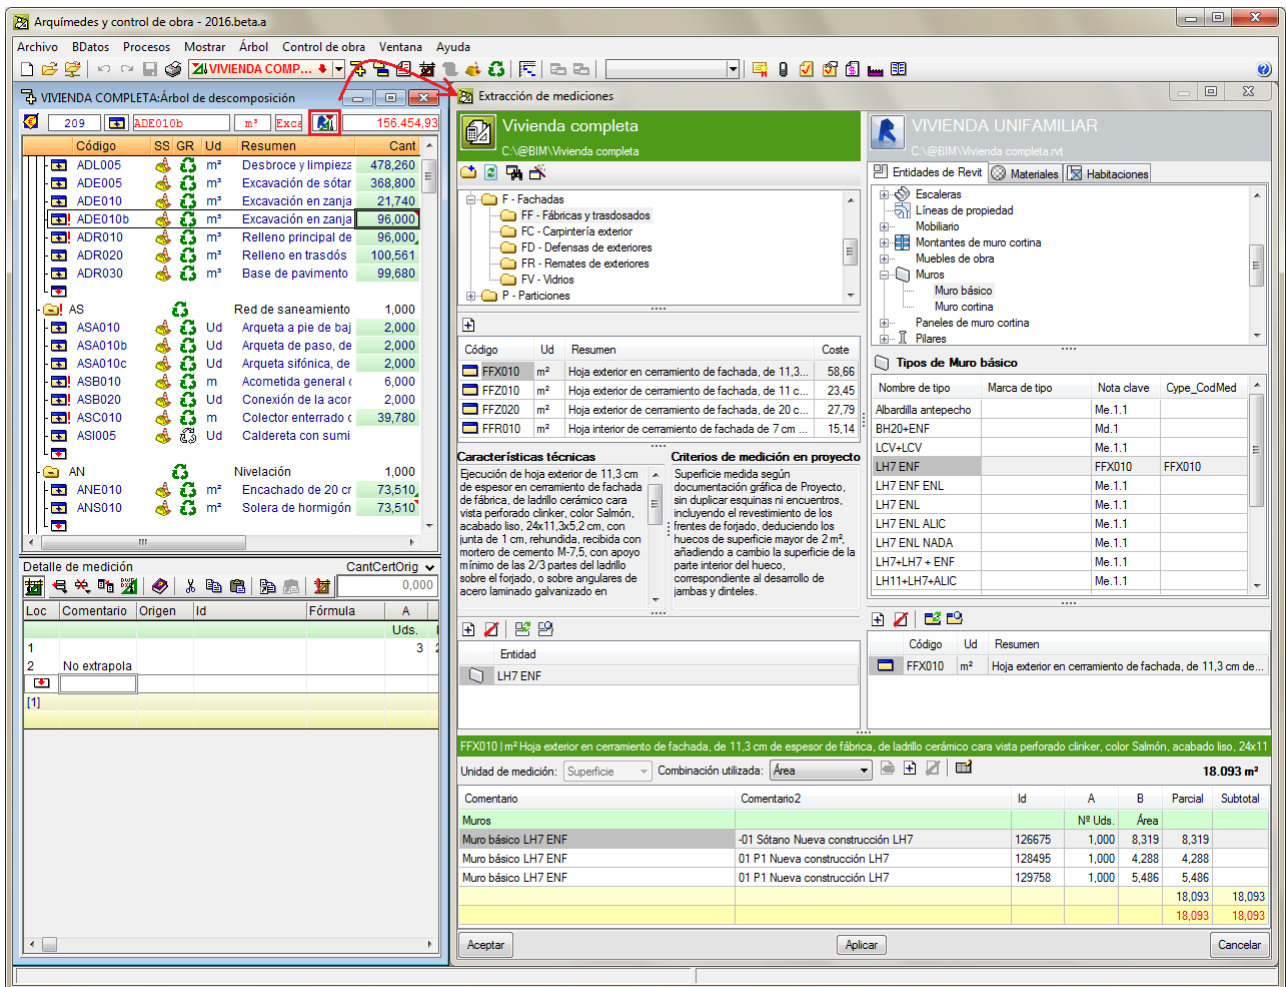 Arquímedes y control de obra - 2016.beta.a
Archivo BDatos Procesos Mostrar Árbol Control de obra Ventana Ayuda
VIVIENDA COMP...
VIVIENDA COMPLETA:Árbol de descomposición
209 ADE010b m³ Exca 156.454,93
Código SS GR Ud Resumen Cant
ADL005 m² Desbroce y limpieza 478,260
ADE005 m³ Excavación de sótar 368,800
ADE010 m³ Excavación en zanja 21,740
ADE010b m³ Excavación en zanja 96,000
ADR010 m³ Relleno principal de 96,000
ADR020 m³ Relleno en trasdós 100,561
ADR030 m³ Base de pavimento 99,680
AS Red de saneamiento 1,000
ASA010 Ud Arqueta a pie de baj 2,000
ASA010b Ud Arqueta de paso, de 2,000
ASA010c Ud Arqueta sifónica, de 2,000
ASB010 m Acometida general 6,000
ASB020 Ud Conexión de la acor 2,000
ASC010 m Colector enterrado 39,780
ASI005 Ud Caldereta con sumi
AN Nivelación 1,000
ANE010 m² Encachado de 20 cr 73,510
ANS010 m² Solera de hormigón 73,510
Detalle de medición CantCertOrig
0,000
Loc Comentario Origen Id Fórmula A
Uds.
1 3
2 No extrapola
[1]
Extracción de mediciones
Vivienda completa
C:\@BIM\Vivienda completa
F - Fachadas
FF - Fábricas y trasdosados
FC - Carpintería exterior
FD - Defensas de exteriores
FR - Remates de exteriores
FV - Vidrios
P - Particiones
Código Ud Resumen Coste
FFX010 m² Hoja exterior en cerramiento de fachada, de 11,3... 58,66
FFZ010 m² Hoja exterior de cerramiento de fachada, de 11 c... 23,45
FFZ020 m² Hoja exterior de cerramiento de fachada, de 20 c... 27,79
FFR010 m² Hoja interior de cerramiento de fachada de 7 cm ... 15,14
Características técnicas
Ejecución de hoja exterior de 11,3 cm
de espesor en cerramiento de fachada
de fábrica, de ladrillo cerámico cara
vista perforado clinker, color Salmón,
acabado liso, 24x11,3x5,2 cm, con
junta de 1 cm, rehundida, recibida con
mortero de cemento M-7,5, con apoyo
mínimo de las 2/3 partes del ladrillo
sobre el forjado, o sobre angulares de
acero laminado galvanizado en
Criterios de medición en proyecto
Superficie medida según
documentación gráfica de Proyecto,
sin duplicar esquinas ni encuentros,
incluyendo el revestimiento de los
frentes de forjado, deduciendo los
huecos de superficie mayor de 2 m²,
añadiendo a cambio la superficie de la
parte interior del hueco,
correspondiente al desarrollo de
jambas y dinteles.
Entidad
LH7 ENF
VIVIENDA UNIFAMILIAR
C:\@BIM\Vivienda completa.rvt
Entidades de Revit Materiales Habitaciones
Escaleras
Líneas de propiedad
Mobiliario
Montantes de muro cortina
Muebles de obra
Muros
Muro básico
Muro cortina
Paneles de muro cortina
Pilares
Tipos de Muro básico
Nombre de tipo Marca de tipo Nota clave Cype_CodMed
Albardilla antepecho Me.1.1
BH20+ENF Md.1
LCV+LCV Me.1.1
LH7 ENF FFX010 FFX010
LH7 ENF ENL Me.1.1
LH7 ENL Me.1.1
LH7 ENL ALIC Me.1.1
LH7 ENL NADA Me.1.1
LH7+LH7 + ENF Me.1.1
LH11+LH7+ALIC Me.1.1
Código Ud Resumen
FFX010 m² Hoja exterior en cerramiento de fachada, de 11,3 cm de...
FFX010 | m² Hoja exterior en cerramiento de fachada, de 11,3 cm de espesor de fábrica, de ladrillo cerámico cara vista perforado clinker, color Salmón, acabado liso, 24x11
Unidad de medición: Superficie Combinación utilizada: Área 18.093 m²
Comentario Comentario2 Id A B Parcial Subtotal
Muros Nº Uds. Área
Muro básico LH7 ENF -01 Sótano Nueva construcción LH7 126675 1,000 8,319 8,319
Muro básico LH7 ENF 01 P1 Nueva construcción LH7 128495 1,000 4,288 4,288
Muro básico LH7 ENF 01 P1 Nueva construcción LH7 129758 1,000 5,486 5,486
18,093 18,093
18,093 18,093
Aceptar Aplicar Cancelar